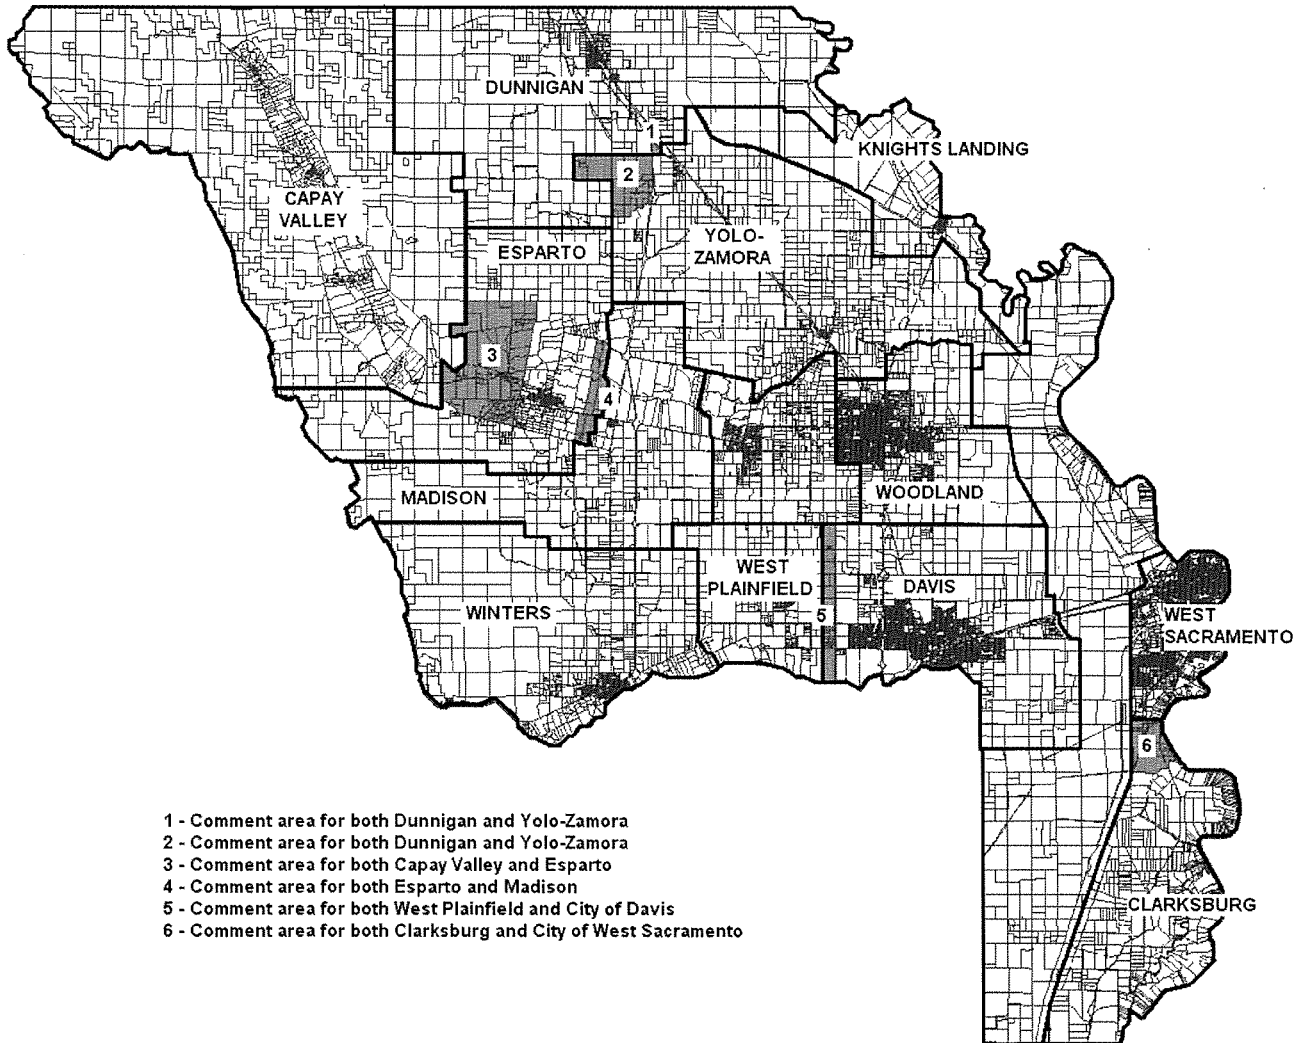 DUNNIGAN
1
KNIGHTS LANDING
2
CAPAY
VALLEY
YOLO-
ZAMORA
ESPARTO
3
4
MADISON
WOODLAND
WEST
PLAINFIELD
DAVIS
WINTERS
5
WEST
SACRAMENTO
6
CLARKSBURG
1 - Comment area for both Dunnigan and Yolo-Zamora
2 - Comment area for both Dunnigan and Yolo-Zamora
3 - Comment area for both Capay Valley and Esparto
4 - Comment area for both Esparto and Madison
5 - Comment area for both West Plainfield and City of Davis
6 - Comment area for both Clarksburg and City of West Sacramento